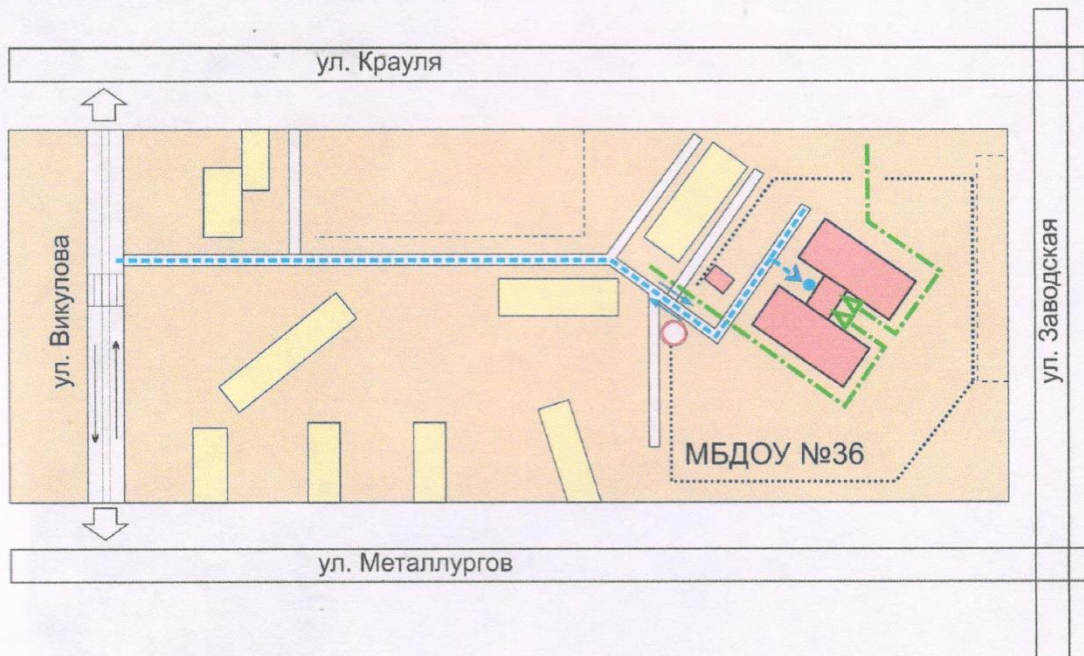 ул. Крауля
ул. Викулова
ул. Заводская
МБДОУ №36
ул. Металлургов